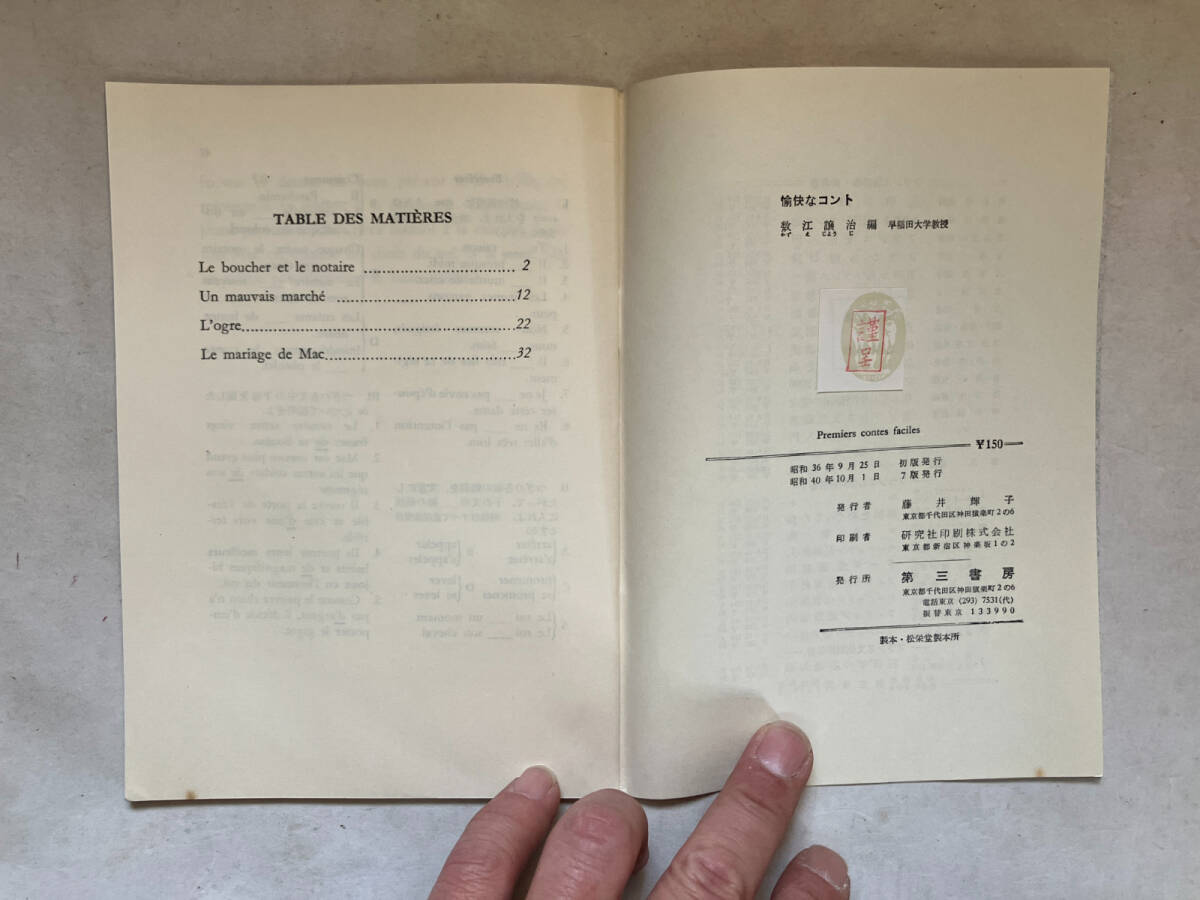 TABLE DES MATIÈRES
Le boucher et le notaire ................................ 2
Un mauvais marché ......................................12
L'ogre..........................................................22
Le mariage de Mac.........................................32
愉快なコント
数江譲治編 早稲田大学教授
かず え じよう じ
謹呈
Premiers contes faciles
¥150
昭和36年9月25日 初版発行
昭和40年10月1日 7版発行
発行者 藤井輝子
東京都千代田区神田猿楽町2の6
印刷者 研究社印刷株式会社
東京都新宿区神楽坂1の2
発行所 第三書房
東京都千代田区神田猿楽町2の6
電話東京 (293) 7531(代)
振替東京 133990
製本・松栄堂製本所